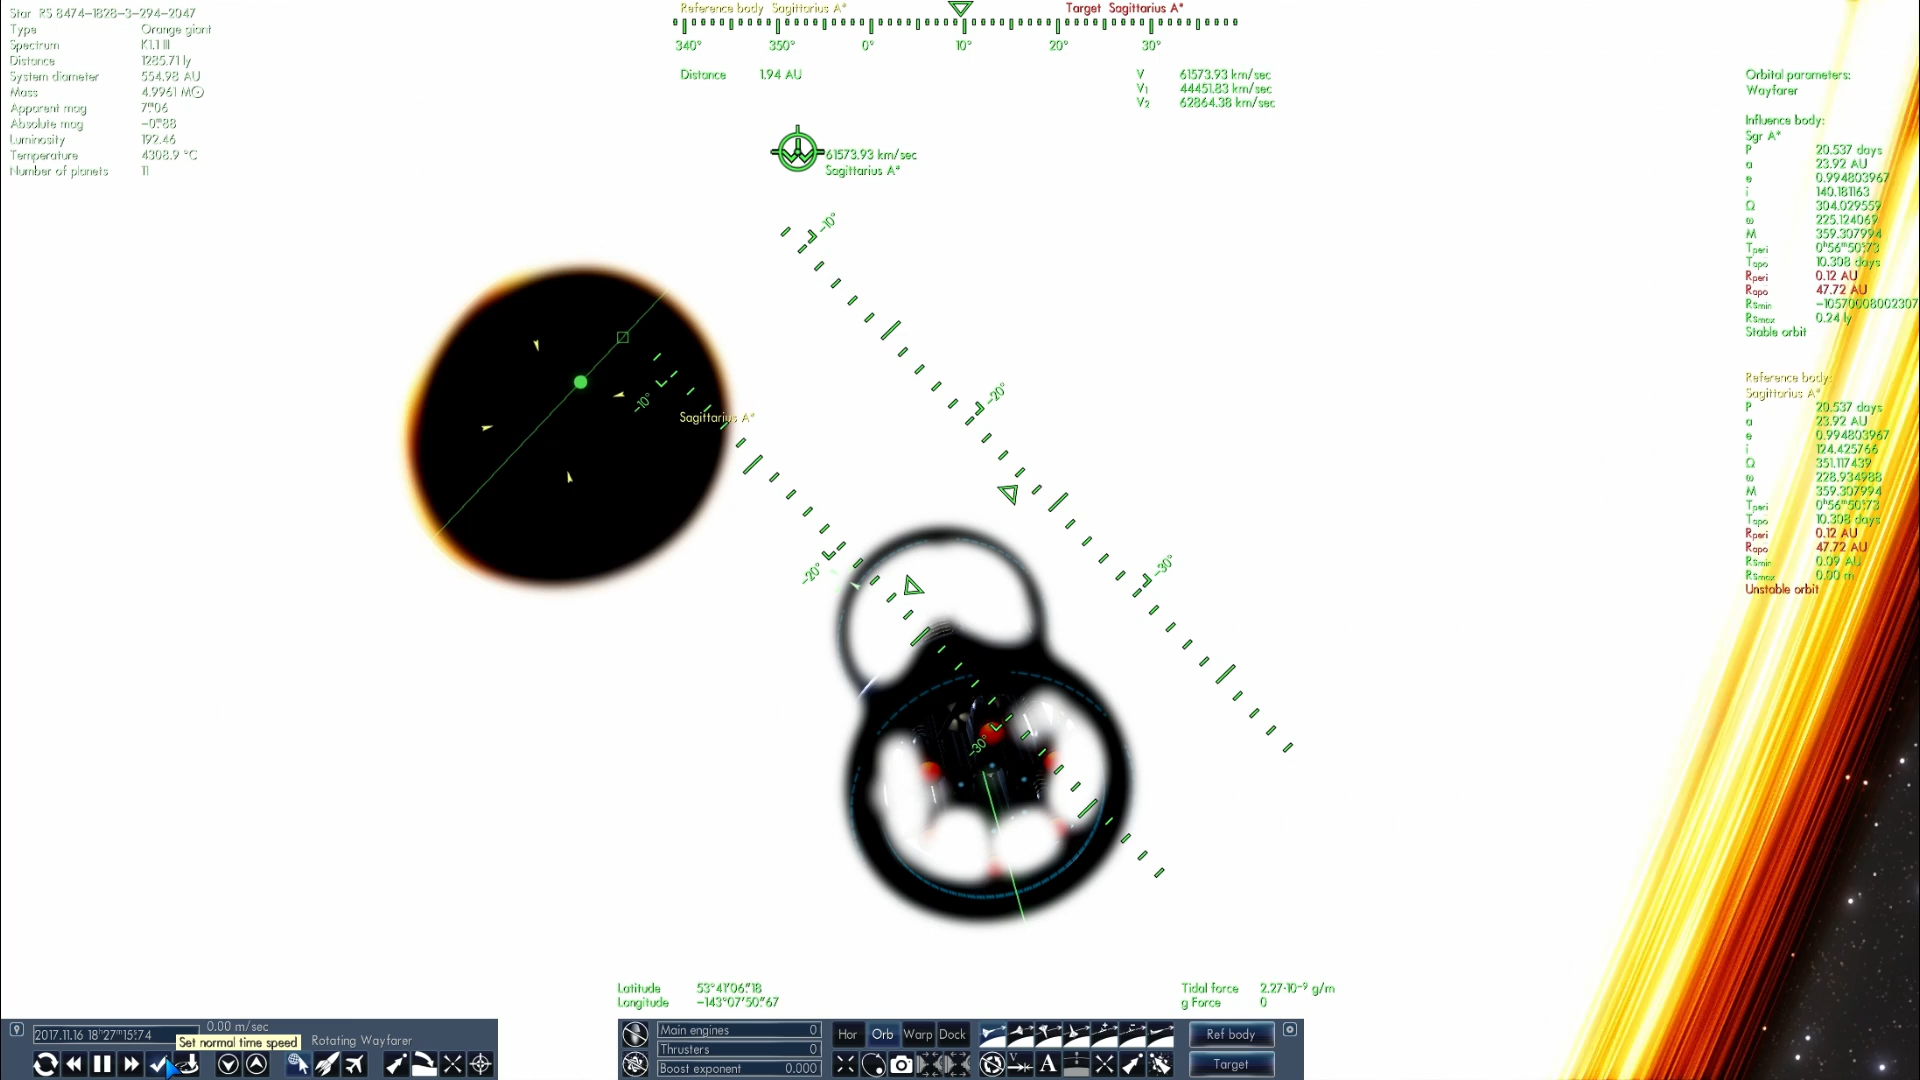 Star RS 8474-1828-3-294-2047
Type Orange giant
Spectrum K1.1 III
Distance 1285.71 ly
System diameter 554.98 AU
Mass 4.9961 M☉
Apparent mag 7.m06
Absolute mag -0.m88
Luminosity 192.46
Temperature 4308.9 °C
Number of planets 11
Reference body Sagittarius A*
Target Sagittarius A*
340° 350° 0° 10° 20° 30°
Distance 1.94 AU
V 61573.93 km/sec
V1 44451.83 km/sec
V2 62864.38 km/sec
61573.93 km/sec
Sagittarius A*
-10°
-20°
-30°
Sagittarius A*
-10°
-20°
-30°
Orbital parameters:
Wayfarer
Influence body:
Sgr A*
P 20.537 days
a 23.92 AU
e 0.994803967
i 140.181163
Ω 304.029559
ω 225.124069
M 359.307994
Tperi 0h56m50s.73
Tapo 10.308 days
Rperi 0.12 AU
Rapo 47.72 AU
Rsmin -10570008002307
Rsmax 0.24 ly
Stable orbit
Reference body:
Sagittarius A*
P 20.537 days
a 23.92 AU
e 0.994803967
i 124.425766
Ω 351.117439
ω 228.934988
M 359.307994
Tperi 0h56m50s.73
Tapo 10.308 days
Rperi 0.12 AU
Rapo 47.72 AU
Rsmin 0.09 AU
Rsmax 0.00 m
Unstable orbit
Latitude 53°41'06."18
Longitude -143°07'50."67
Tidal force 2.27·10⁻⁹ g/m
g Force 0
2017.11.16 18h27m15s.74
0.00 m/sec
Set normal time speed
Rotating Wayfarer
Main engines 0
Thrusters 0
Boost exponent 0.000
Hor Orb Warp Dock
A
Ref body
Target